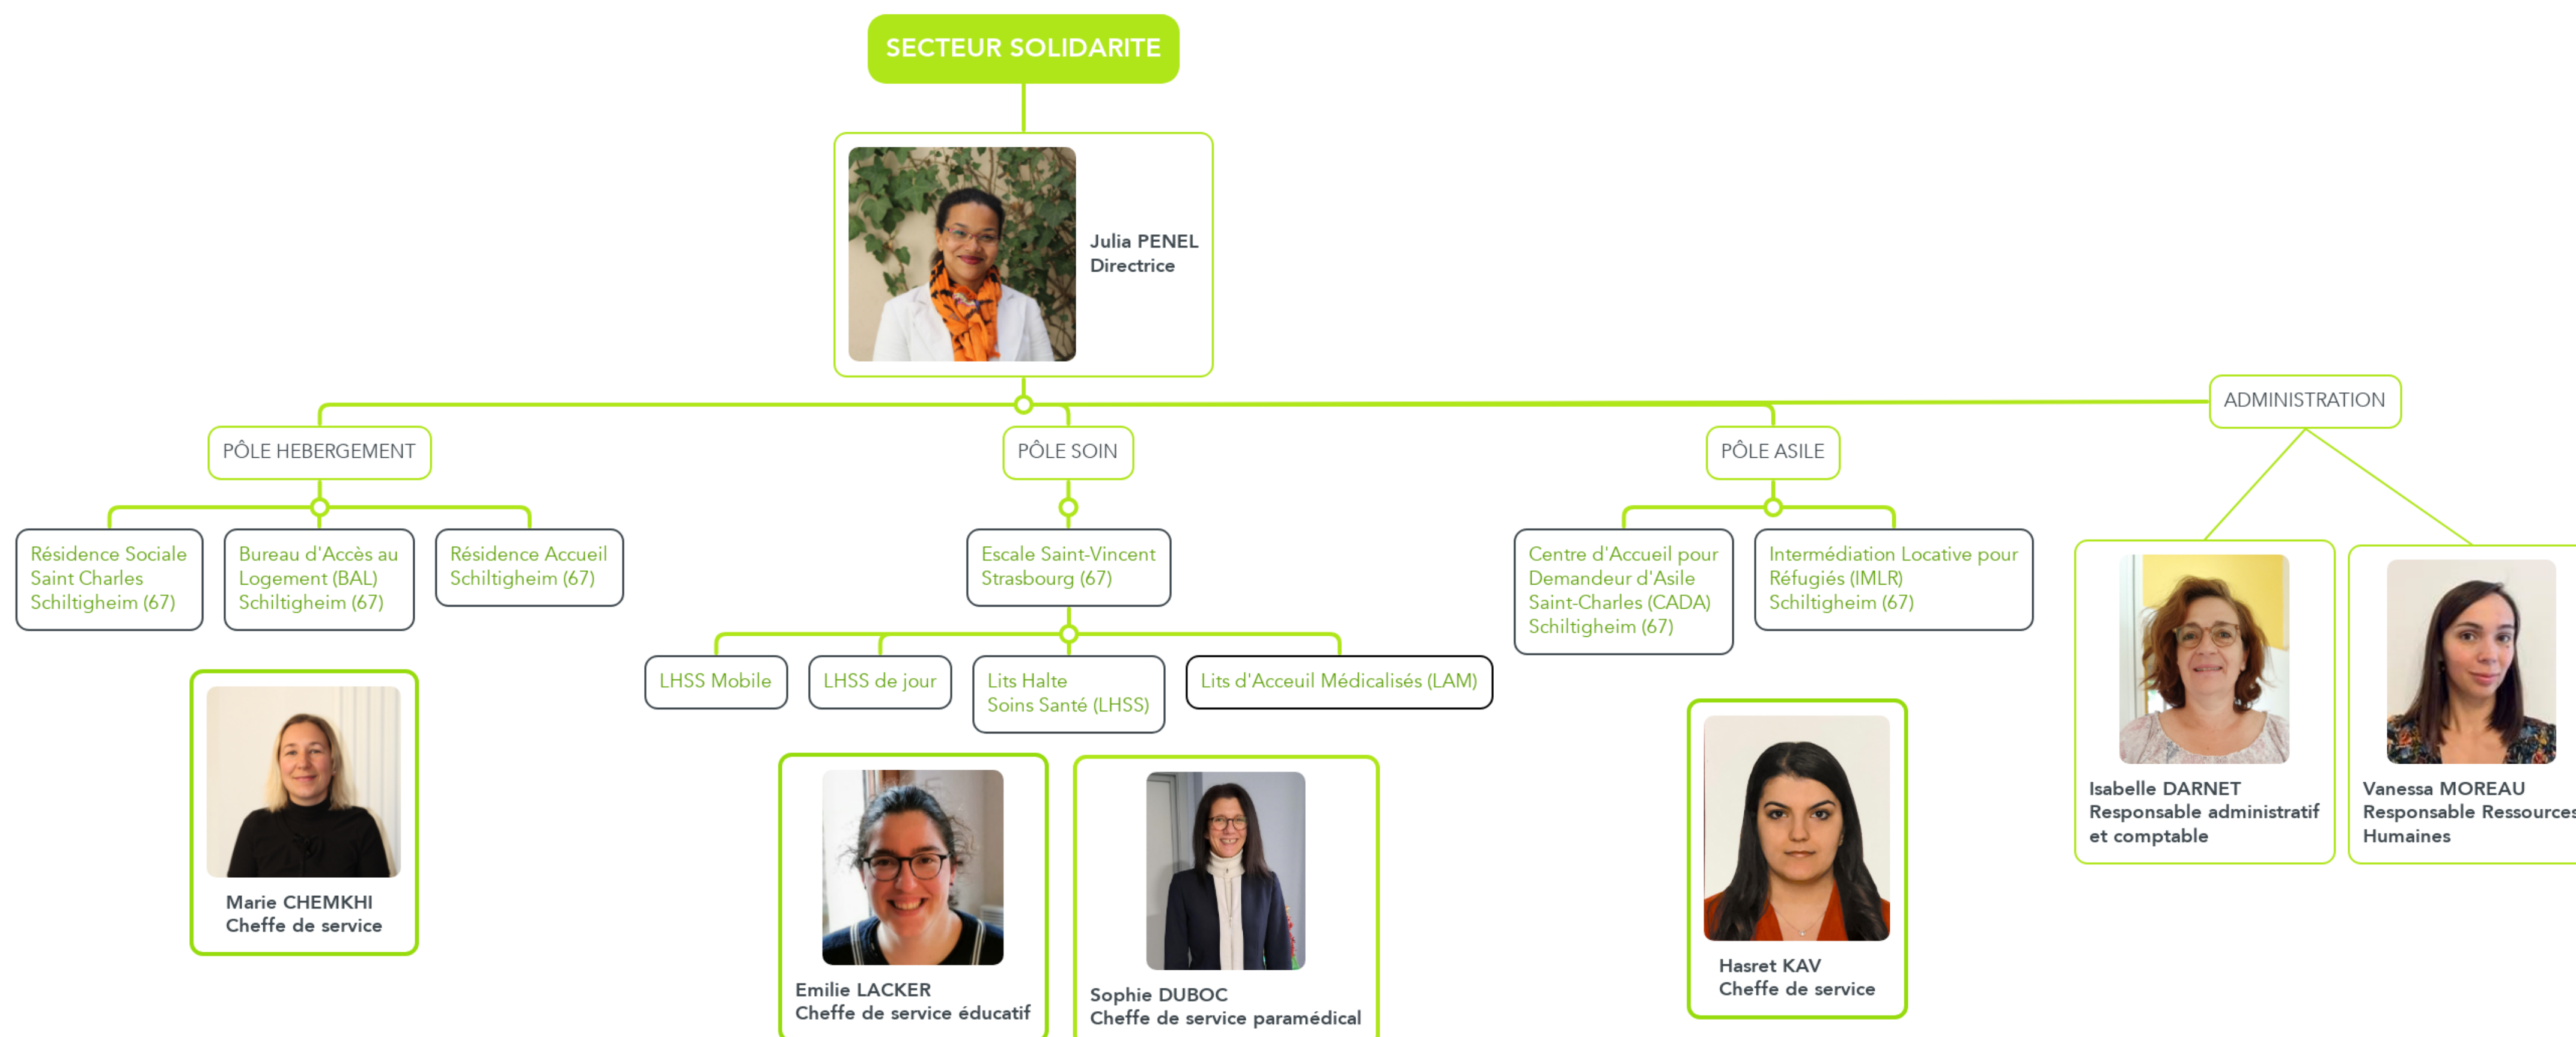 SECTEUR SOLIDARITE
Julia PENEL
Directrice
ADMINISTRATION
PÔLE HEBERGEMENT
PÔLE SOIN
PÔLE ASILE
Résidence Sociale
Saint Charles
Schiltigheim (67)
Bureau d'Accès au
Logement (BAL)
Schiltigheim (67)
Résidence Accueil
Schiltigheim (67)
Escale Saint-Vincent
Strasbourg (67)
Centre d'Accueil pour
Demandeur d'Asile
Saint-Charles (CADA)
Schiltigheim (67)
Intermédiation Locative pour
Réfugiés (IMLR)
Schiltigheim (67)
LHSS Mobile
LHSS de jour
Lits Halte
Soins Santé (LHSS)
Lits d'Acceuil Médicalisés (LAM)
Marie CHEMKHI
Cheffe de service
Emilie LACKER
Cheffe de service éducatif
Sophie DUBOC
Cheffe de service paramédical
Hasret KAV
Cheffe de service
Isabelle DARNET
Responsable administratif
et comptable
Vanessa MOREAU
Responsable Ressources
Humaines